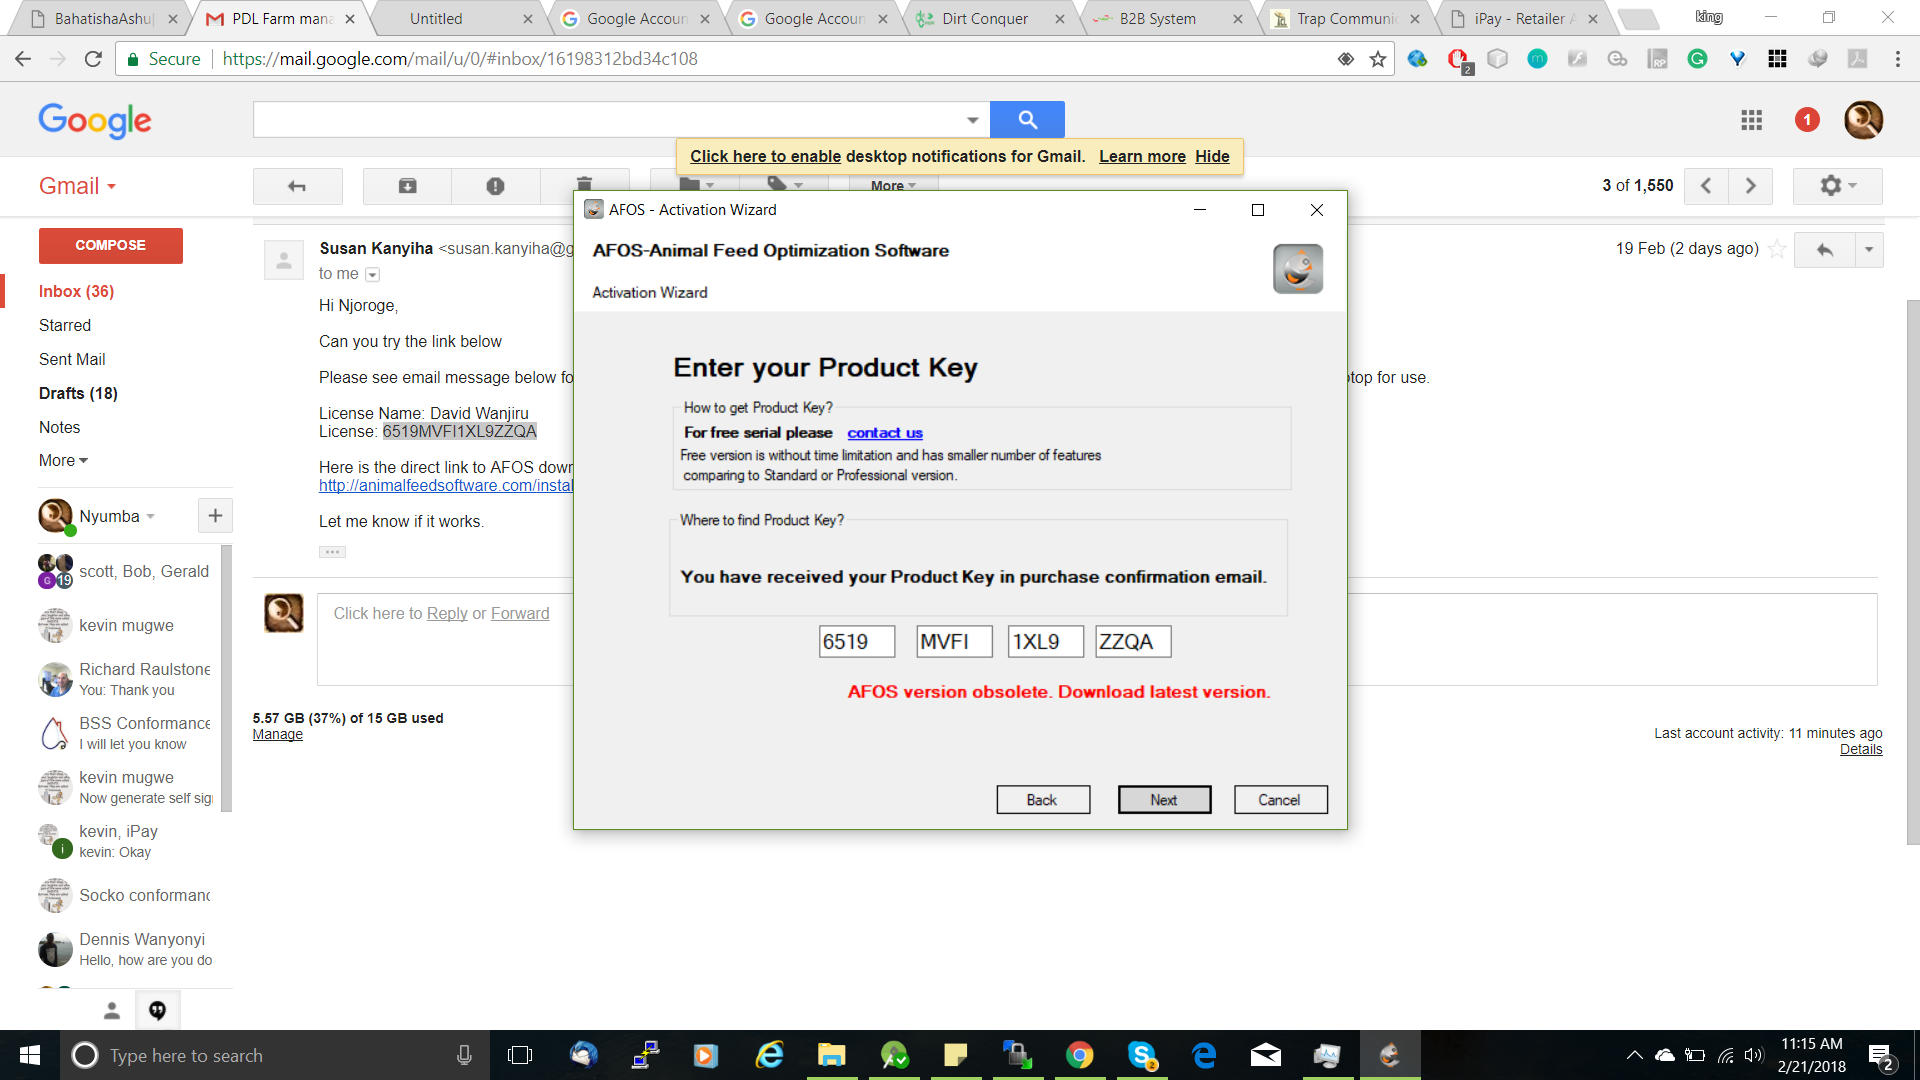 BahatishaAshu
PDL Farm mana
Untitled
Google Accoun
Google Accoun
Dirt Conquer
B2B System
Trap Communic
iPay - Retailer A
king
Secure
https://mail.google.com/mail/u/0/#inbox/16198312bd34c108
2
Google
1
Click here to enable desktop notifications for Gmail. Learn more Hide
Gmail
More
3 of 1,550
COMPOSE
Inbox (36)
Starred
Sent Mail
Drafts (18)
Notes
More
Nyumba
G 19 scott, Bob, Gerald
kevin mugwe
Richard Raulstone
You: Thank you
BSS Conformance
I will let you know
kevin mugwe
Now generate self sign
kevin, iPay
i kevin: Okay
Socko conformanc
Dennis Wanyonyi
Hello, how are you do
Susan Kanyiha <susan.kanyiha@g
to me
19 Feb (2 days ago)
Hi Njoroge,
Can you try the link below
Please see email message below fo
top for use.
License Name: David Wanjiru
License: 6519MVFI1XL9ZZQA
Here is the direct link to AFOS down
http://animalfeedsoftware.com/instal
Let me know if it works.
Click here to Reply or Forward
5.57 GB (37%) of 15 GB used
Manage
Last account activity: 11 minutes ago
Details
AFOS - Activation Wizard
AFOS-Animal Feed Optimization Software
Activation Wizard
Enter your Product Key
How to get Product Key?
For free serial please contact us
Free version is without time limitation and has smaller number of features
comparing to Standard or Professional version.
Where to find Product Key?
You have received your Product Key in purchase confirmation email.
6519 MVFI 1XL9 ZZQA
AFOS version obsolete. Download latest version.
Back Next Cancel
Type here to search
2
11:15 AM
2/21/2018
2